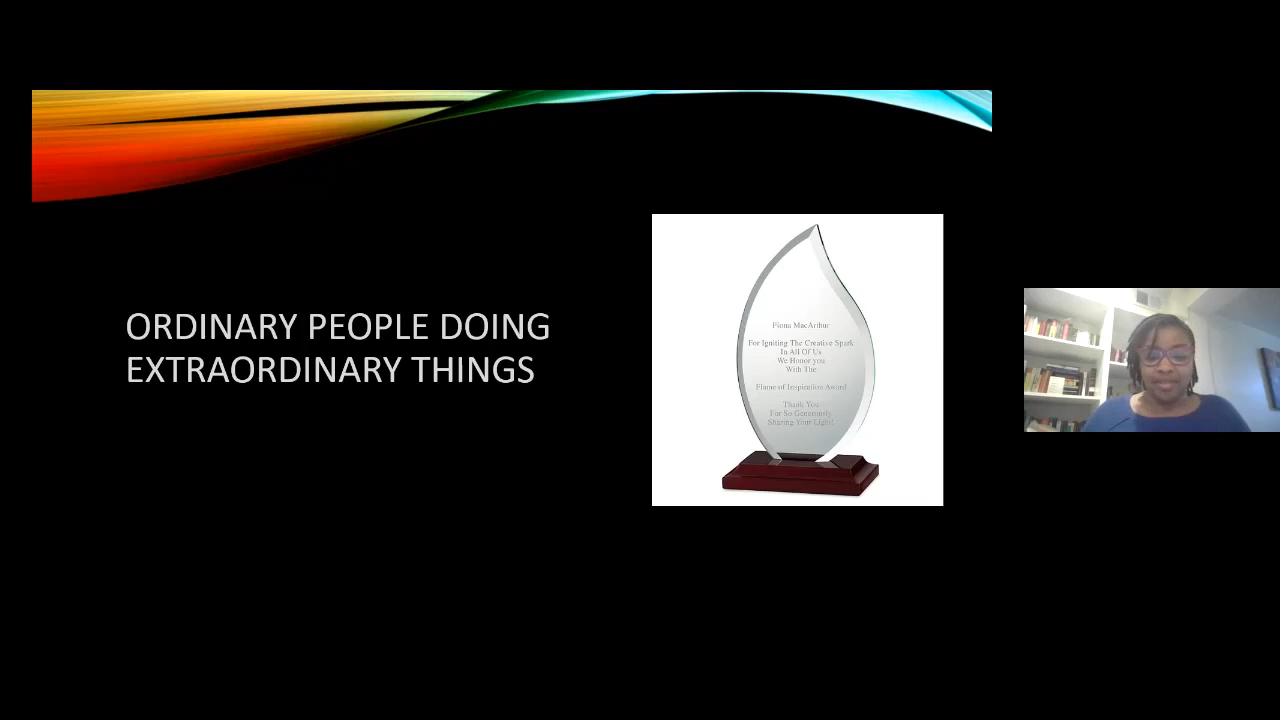 ORDINARY PEOPLE DOING
EXTRAORDINARY THINGS
Fiona MacArthur
For Igniting The Creative Spark
In All Of Us
We Honor you
With The
Flame of Inspiration Award
Thank You
For So Generously
Sharing Your Light!